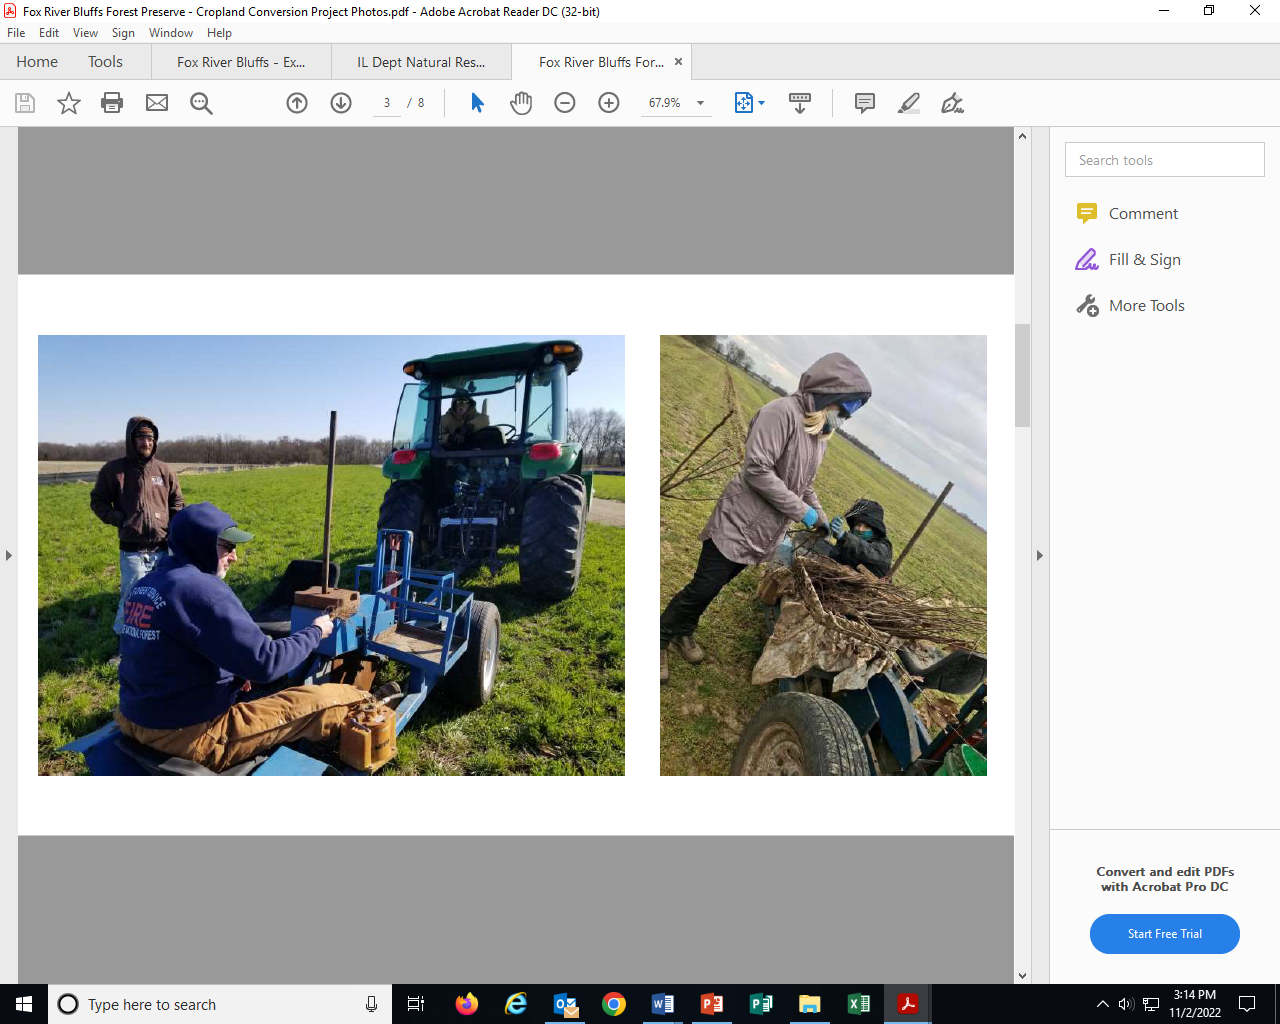 Fox River Bluffs Forest Preserve - Cropland Conversion Project Photos.pdf - Adobe Acrobat Reader DC (32-bit)
File Edit View Sign Window Help
Home Tools Fox River Bluffs - Ex... IL Dept Natural Res... Fox River Bluffs For... ×
3 / 8 67.9%
Search tools
Comment
Fill & Sign
More Tools
FIRE
FOREST
Convert and edit PDFs
with Acrobat Pro DC
Start Free Trial
Type here to search
3:14 PM
11/2/2022